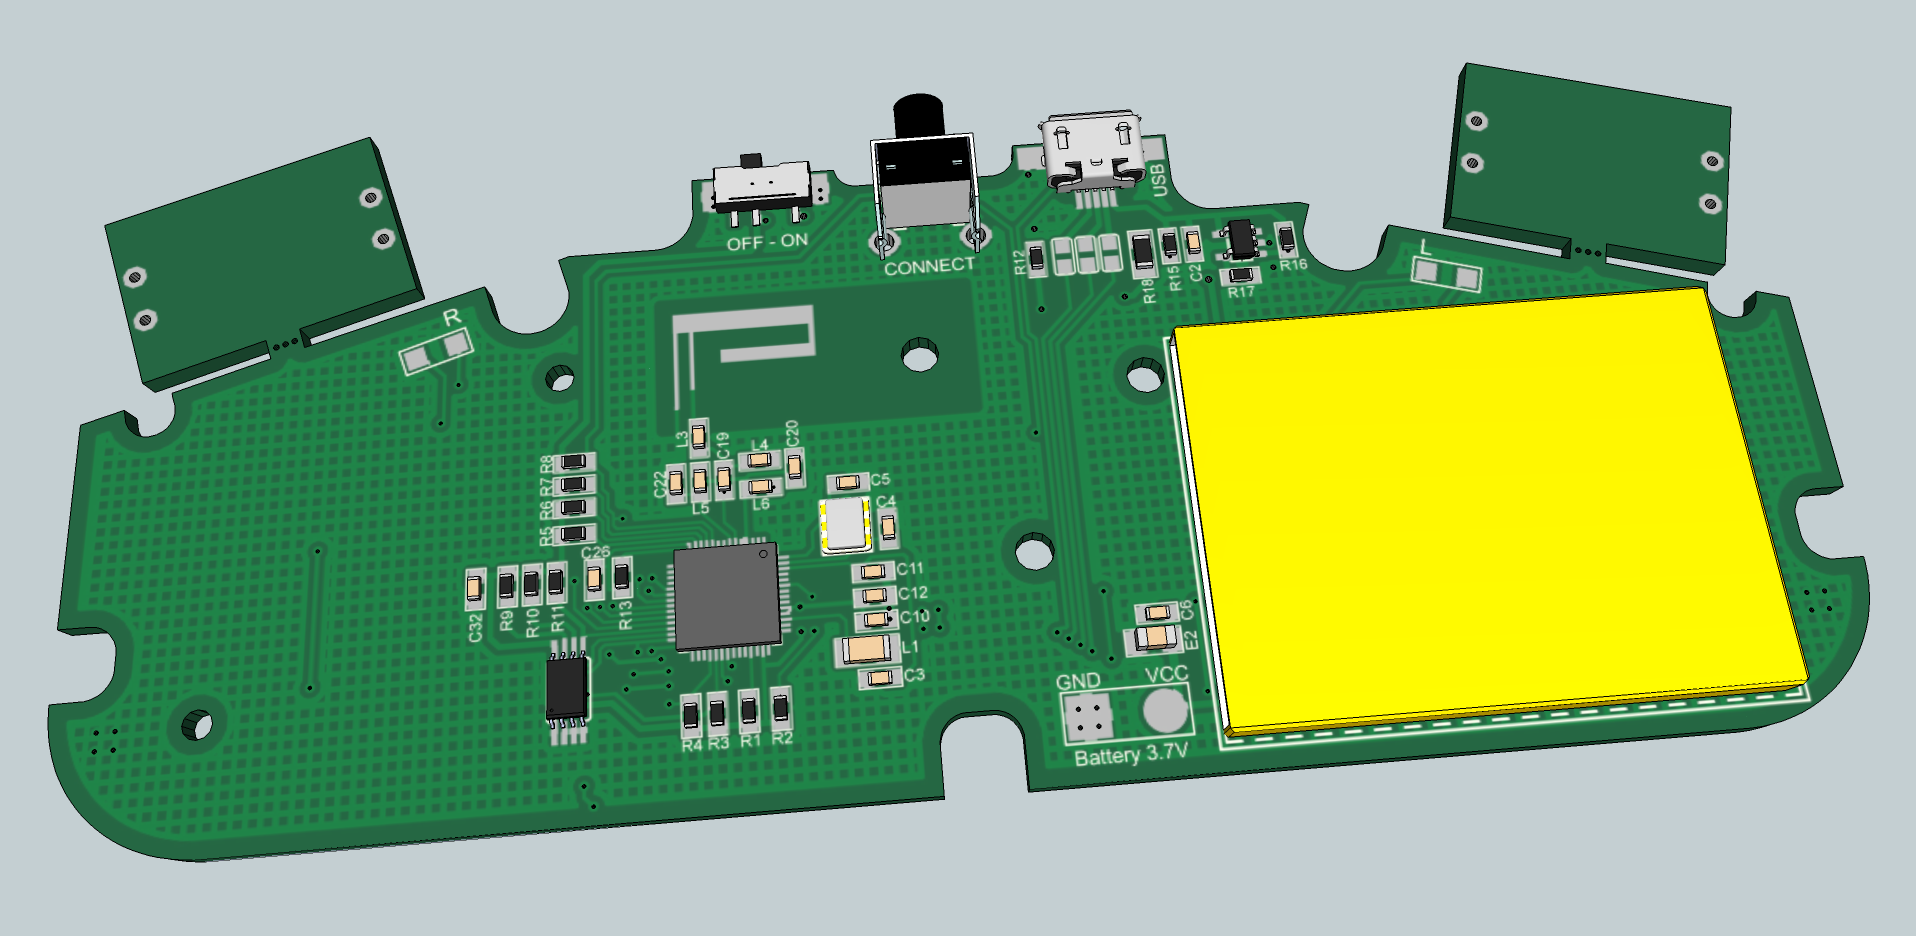 USB
OFF - ON
CONNECT
R12
R18
R15
C2
R17
R16
L
R
L3
C22
L5
C19
L4
L6
C20
C5
C4
R8
R7
R6
R5
C26
C32
R9
R10
R11
R13
C11
C12
C10
L1
C3
C6
E2
R4
R3
R1
R2
GND
VCC
Battery 3.7V